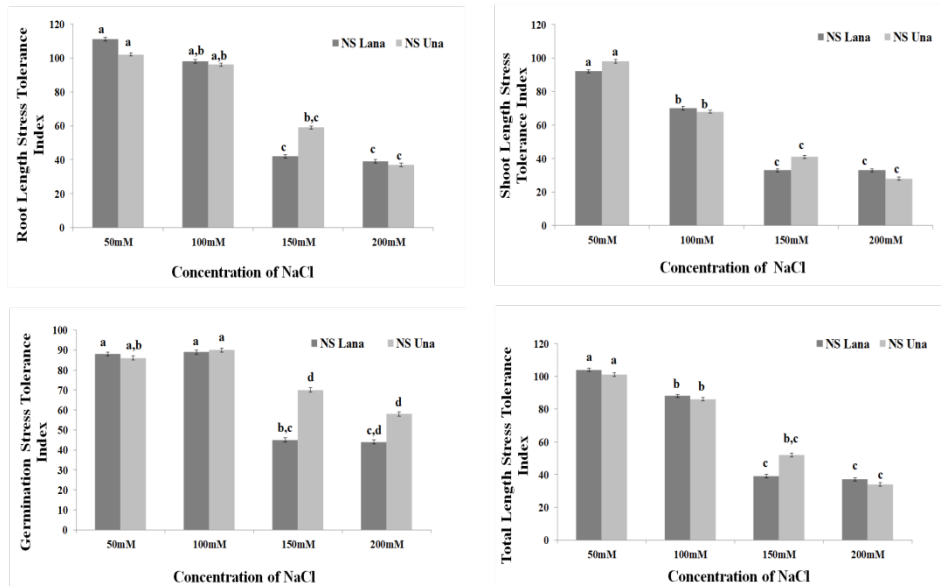 120
100
80
60
40
20
0
Root Length Stress Tolerance
Index
NS Lana
NS Una
a
a
a,b
a,b
c
b,c
c
c
50mM
100mM
150mM
200mM
Concentration of NaCl
120
100
80
60
40
20
0
Shoot Length Stress
Tolerance Index
NS Lana
NS Una
a
a
b
b
c
c
c
c
50mM
100 mM
150mM
200mM
Concentration of NaCl
100
90
80
70
60
50
40
30
20
10
0
Germination Stress Tolerance
Index
NS Lana
NS Una
a
a,b
a
a
b,c
d
c,d
d
50mM
100mM
150mM
200mM
Concentration of NaCl
120
100
80
60
40
20
0
Total Length Stress Tolerance
Index
NS Lana
NS Una
a
a
b
b
c
b,c
c
c
50mM
100mM
150mM
200mM
Concentration of NaCl